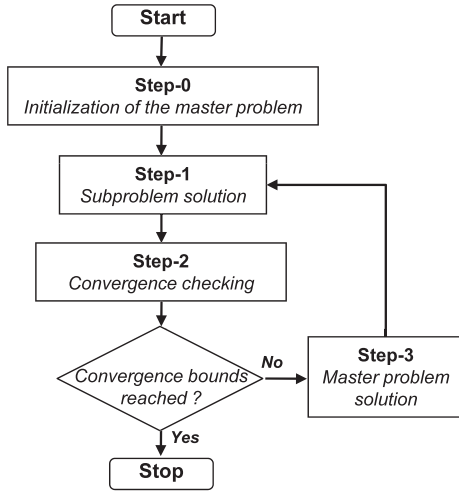 Start
Step-0
Initialization of the master problem
Step-1
Subproblem solution
Step-2
Convergence checking
Convergence bounds
reached ?
No
Step-3
Master problem
solution
Yes
Stop